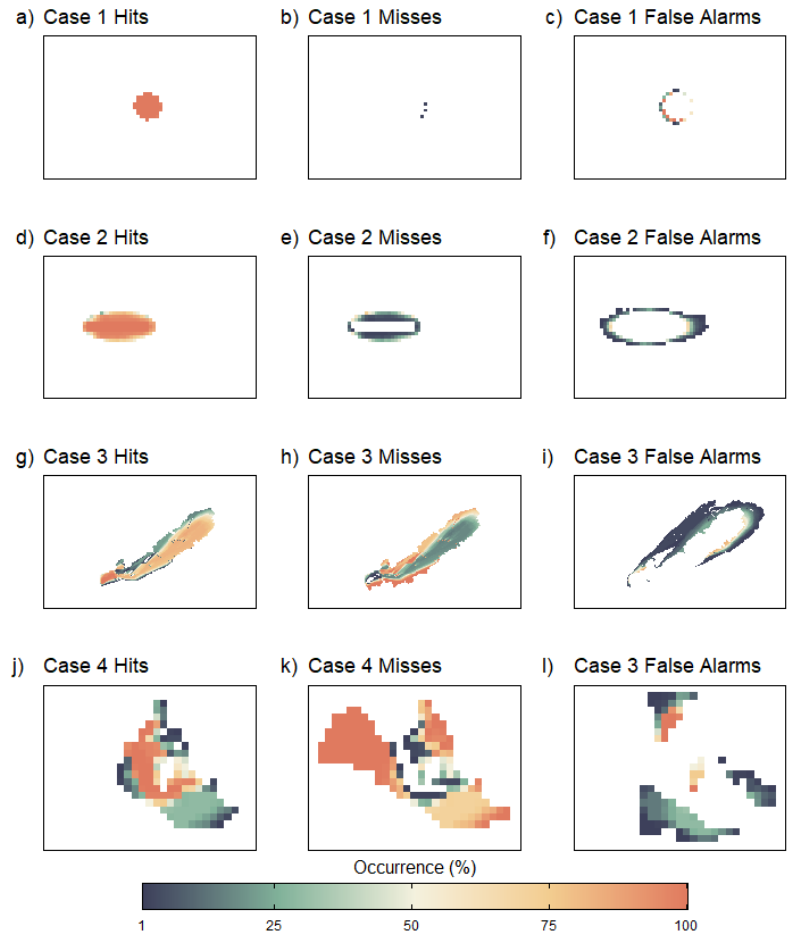 a) Case 1 Hits
b) Case 1 Misses
c) Case 1 False Alarms
d) Case 2 Hits
e) Case 2 Misses
f) Case 2 False Alarms
g) Case 3 Hits
h) Case 3 Misses
i) Case 3 False Alarms
j) Case 4 Hits
k) Case 4 Misses
l) Case 3 False Alarms
Occurrence (%)
1 25 50 75 100